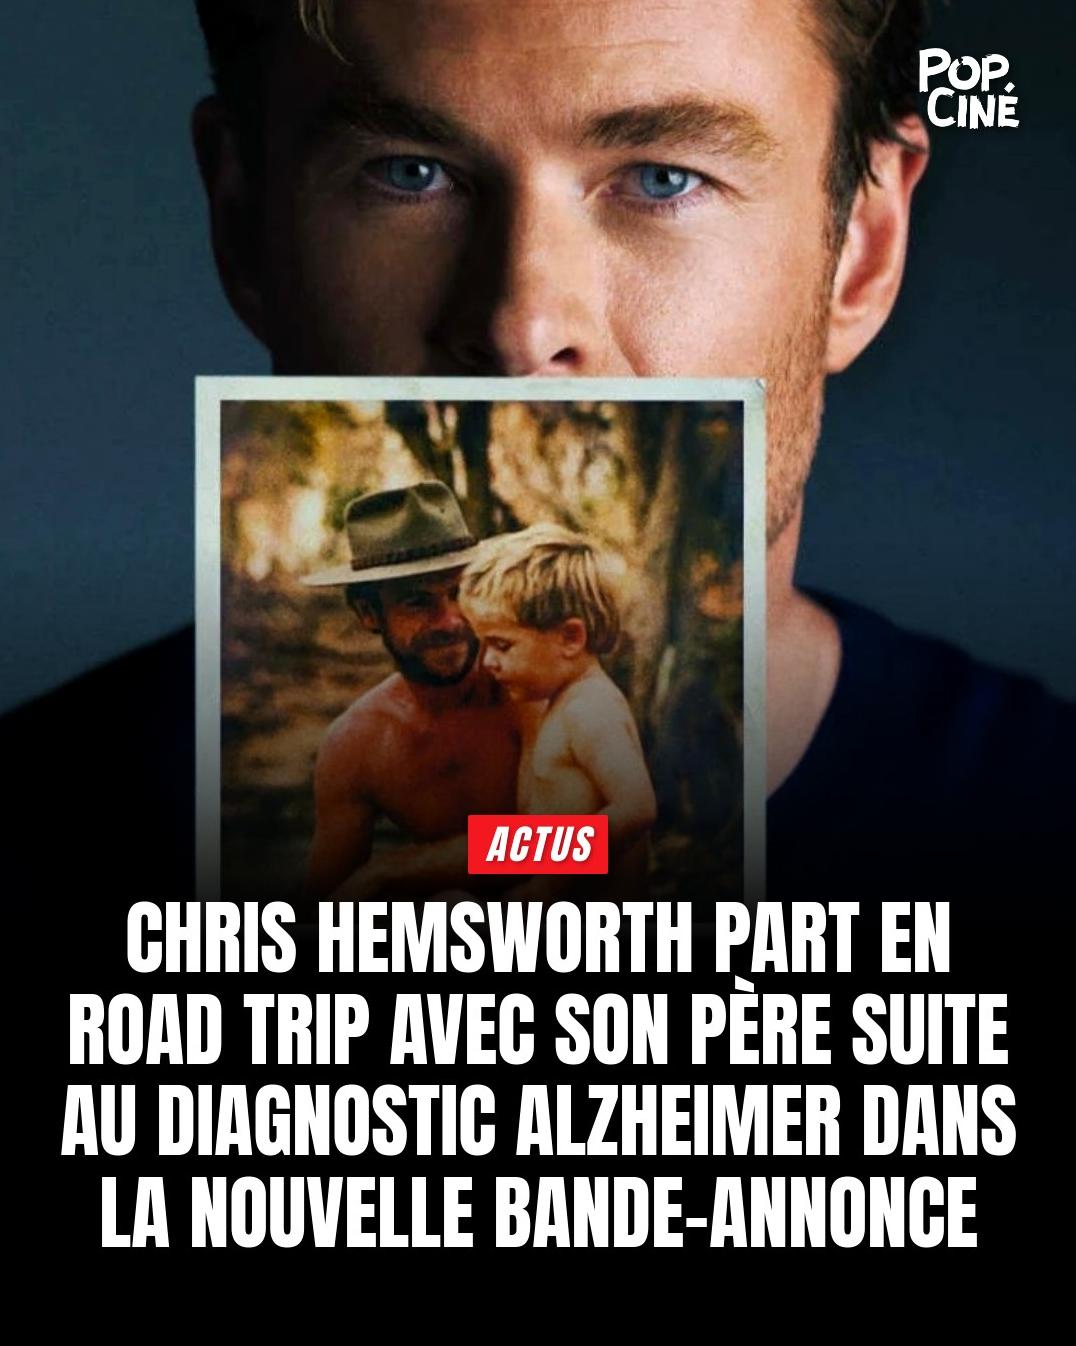 POP.
CINÉ
ACTUS
CHRIS HEMSWORTH PART EN
ROAD TRIP AVEC SON PÈRE SUITE
AU DIAGNOSTIC ALZHEIMER DANS
LA NOUVELLE BANDE-ANNONCE